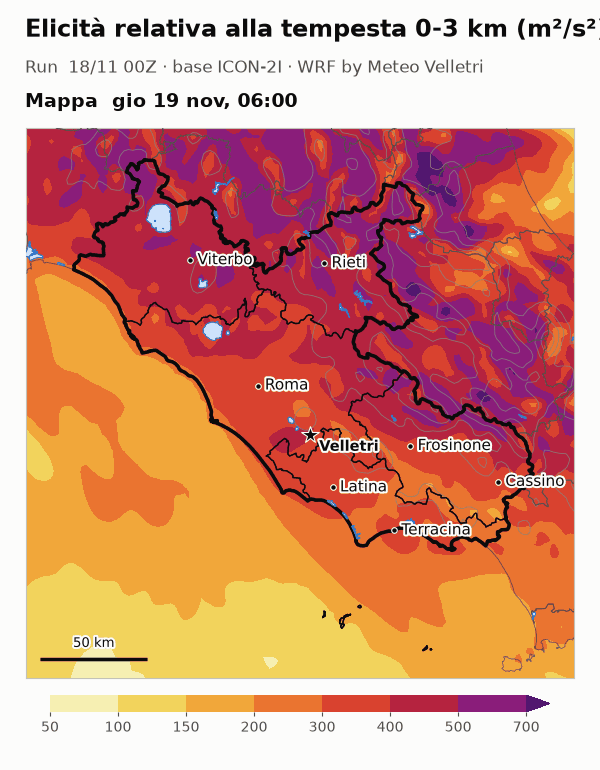 Elicità relativa alla tempesta 0-3 km (m²/s²)
Run 18/11 00Z · base ICON-2I · WRF by Meteo Velletri
Mappa gio 19 nov, 06:00
Viterbo
Rieti
Roma
Velletri
Frosinone
Cassino
Latina
Terracina
50 km
50 100 150 200 300 400 500 700